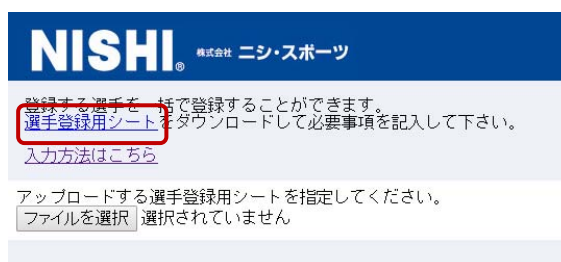 NISHI® 株式会社 ニシ・スポーツ
登録する選手を一括で登録することができます。
選手登録用シートをダウンロードして必要事項を記入して下さい。
入力方法はこちら
アップロードする選手登録用シートを指定してください。
ファイルを選択 選択されていません